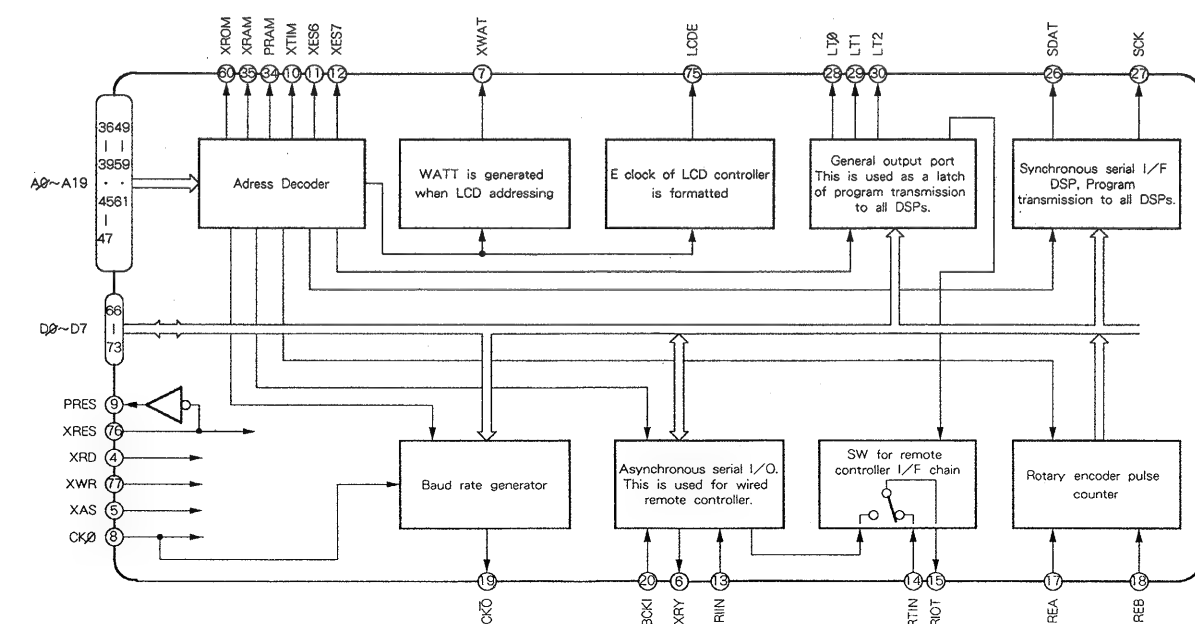 XROM
XRAM
PRAM
XTIM
XES6
XES7
XWAT
LCDE
LTØ
LT1
LT2
SDAT
SCK
60
35
34
10
11
12
7
75
28
29
30
26
27
3649
3959
4561
47
AØ~A19
Adress Decoder
WATT is generated
when LCD addressing
E clock of LCD controller
is formatted
General output port
This is used as a latch
of program transmission
to all DSPs.
Synchronous serial I/F
DSP, Program
transmission to all DSPs.
DØ~D7
66
73
PRES 9
XRES 76
XRD 4
XWR 77
XAS 5
CKØ 8
Baud rate generator
Asynchronous serial I/O.
This is used for wired
remote controller.
SW for remote
controller I/F chain
Rotary encoder pulse
counter
19
20
6
13
14
15
17
18
CKO
BCKI
XRY
RIIN
RTIN
RIOT
REA
REB